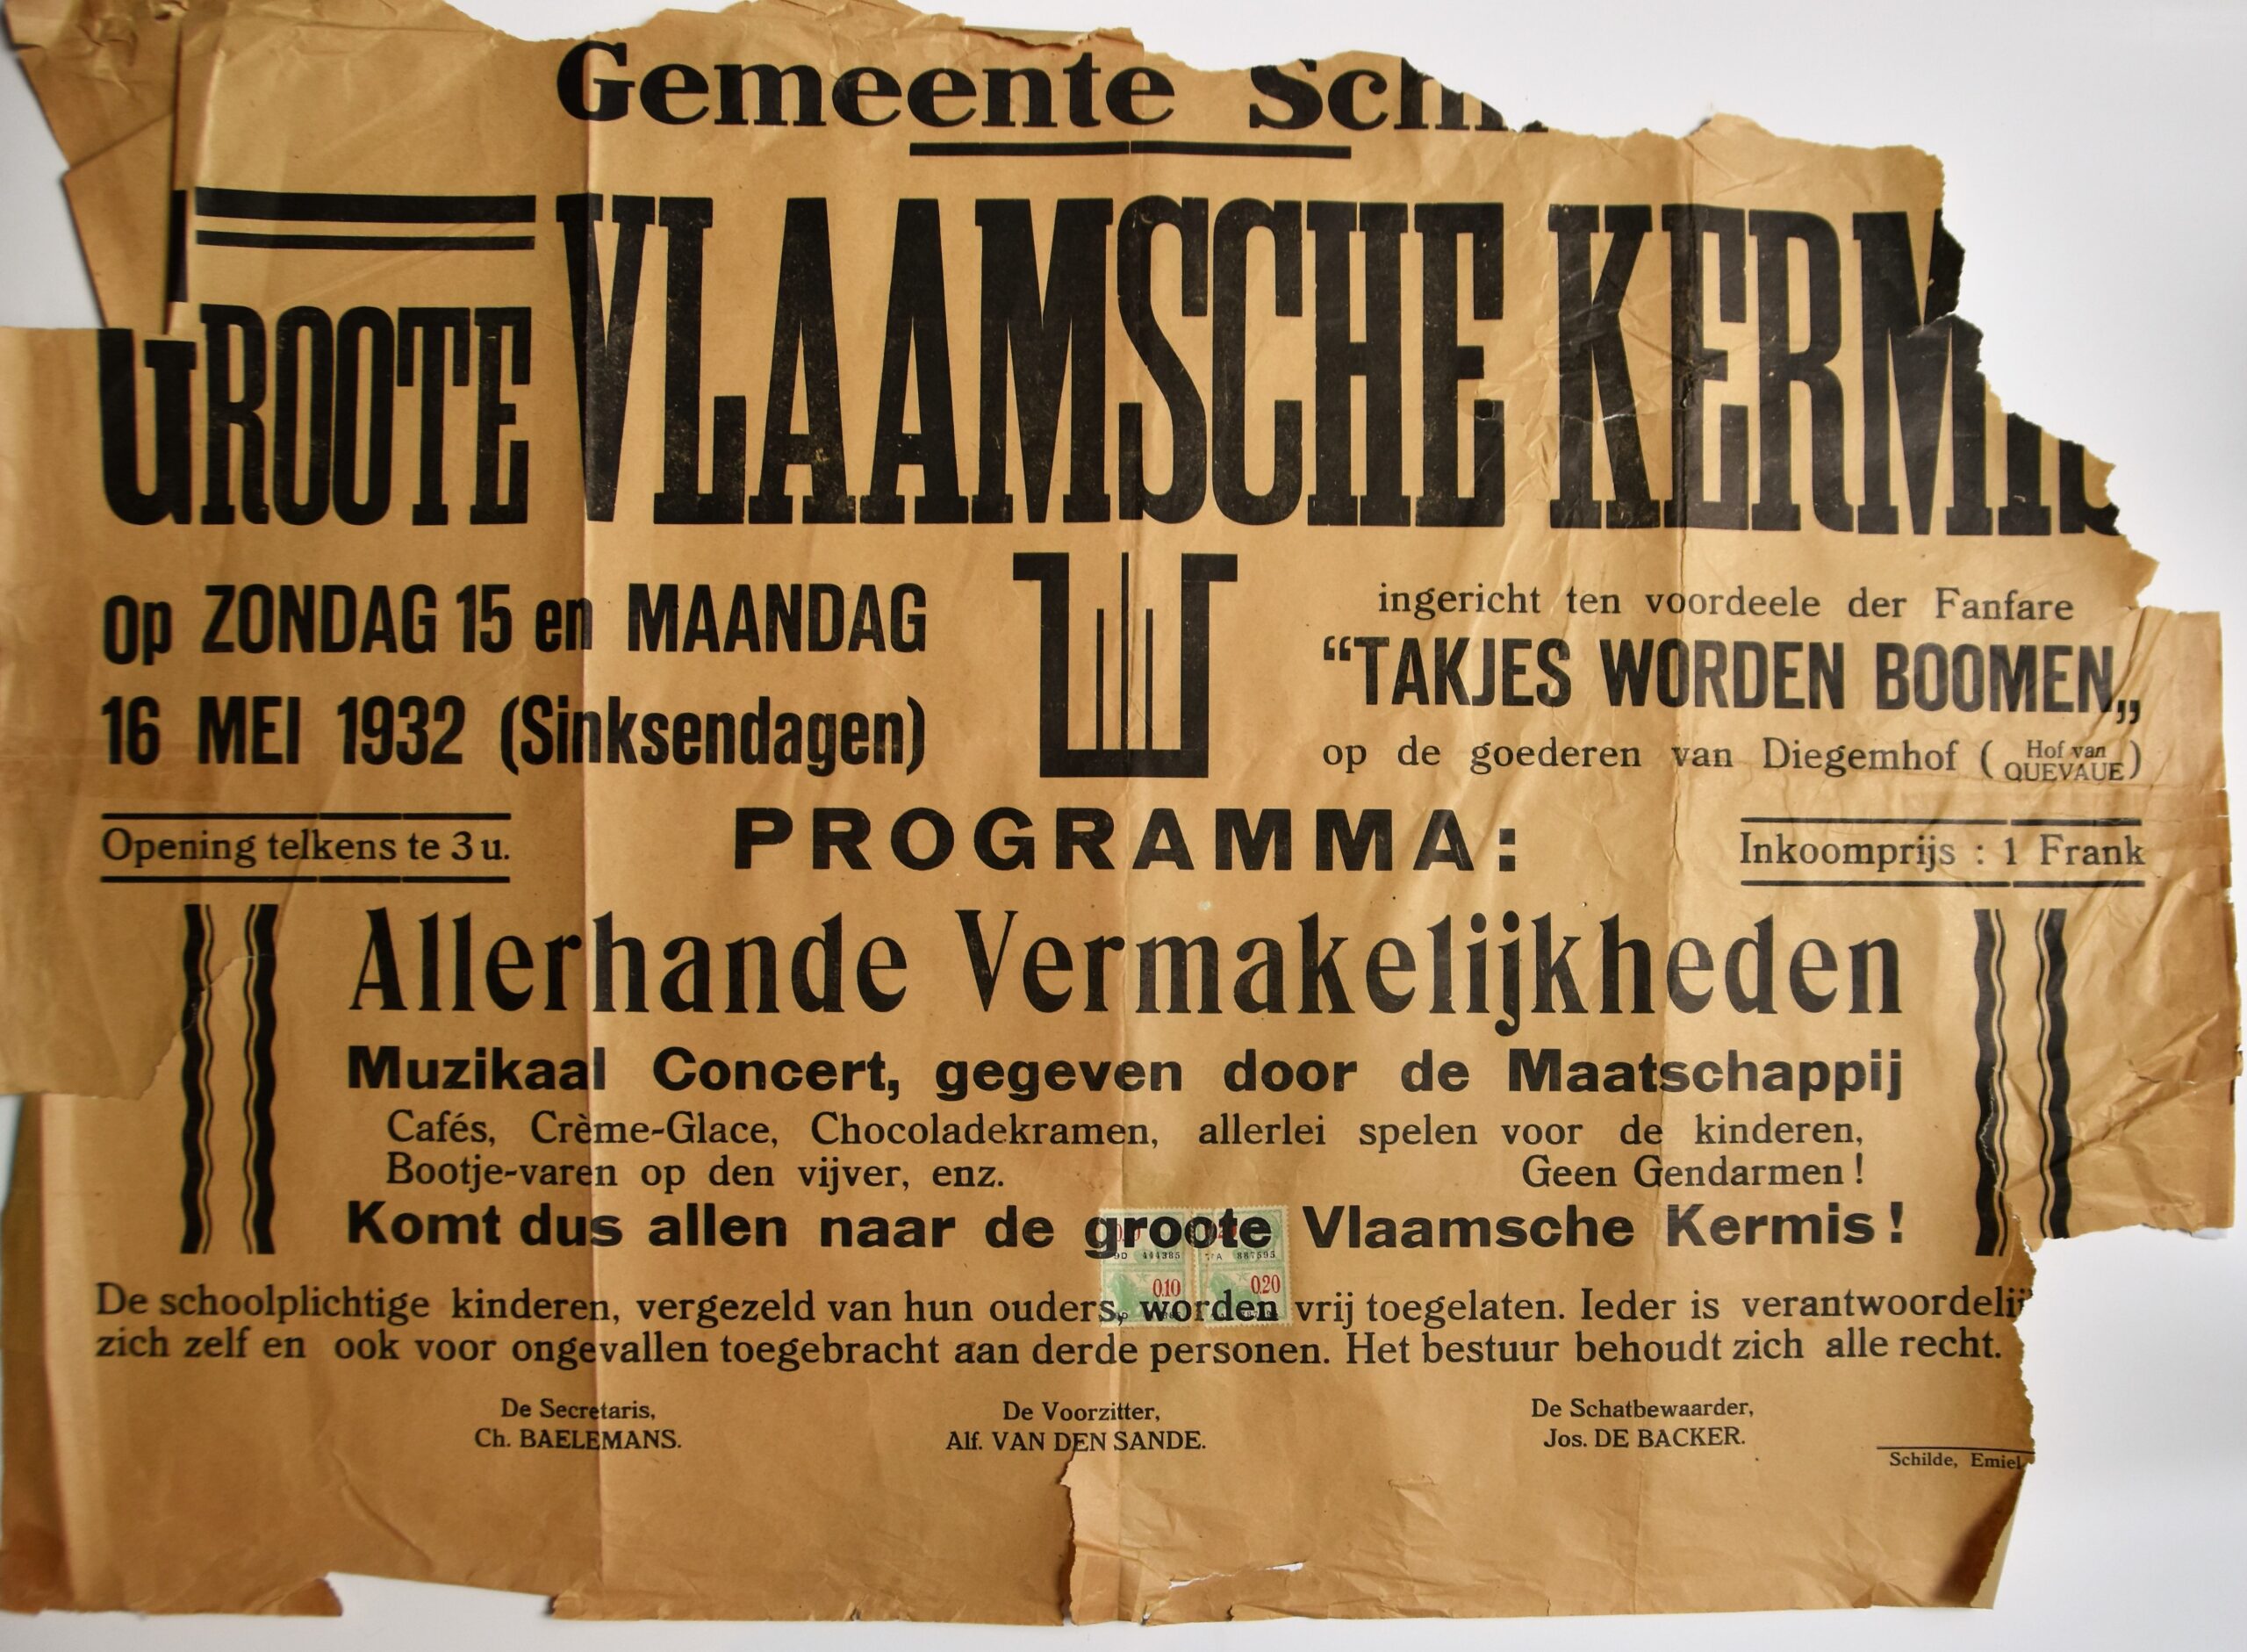 Gemeente Sch
GROOTE VLAAMSCHE KERMIS
Op ZONDAG 15 en MAANDAG
16 MEI 1932 (Sinksendagen)
ingericht ten voordeele der Fanfare
“TAKJES WORDEN BOOMEN„
op de goederen van Diegemhof (Hof van QUEVAUE)
Opening telkens te 3 u.
PROGRAMMA:
Inkoomprijs : 1 Frank
Allerhande Vermakelijkheden
Muzikaal Concert, gegeven door de Maatschappij
Cafés, Crème-Glace, Chocoladekramen, allerlei spelen voor de kinderen,
Bootje-varen op den vijver, enz. Geen Gendarmen !
Komt dus allen naar de groote Vlaamsche Kermis !
0.10 0.20
De schoolplichtige kinderen, vergezeld van hun ouders, worden vrij toegelaten. Ieder is verantwoordelij
zich zelf en ook voor ongevallen toegebracht aan derde personen. Het bestuur behoudt zich alle recht.
De Secretaris,
Ch. BAELEMANS.
De Voorzitter,
Alf. VAN DEN SANDE.
De Schatbewaarder,
Jos. DE BACKER.
Schilde, Emiel